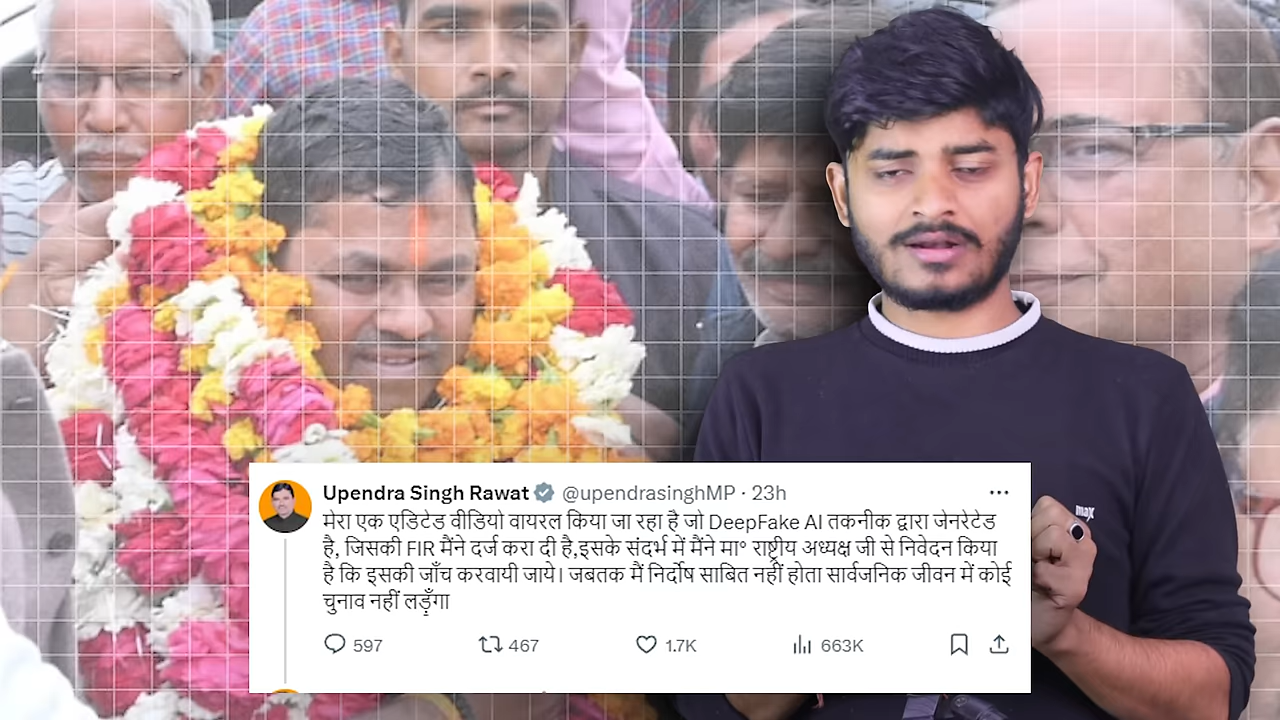 Upendra Singh Rawat @upendrasinghMP · 23h
मेरा एक एडिटेड वीडियो वायरल किया जा रहा है जो DeepFake AI तकनीक द्वारा जेनरेटेड
है, जिसकी FIR मैंने दर्ज करा दी है,इसके संदर्भ में मैंने मा° राष्ट्रीय अध्यक्ष जी से निवेदन किया
है कि इसकी जाँच करवायी जाये। जबतक मैं निर्दोष साबित नहीं होता सार्वजनिक जीवन में कोई
चुनाव नहीं लड़ूँगा
597 467 1.7K 663K
max